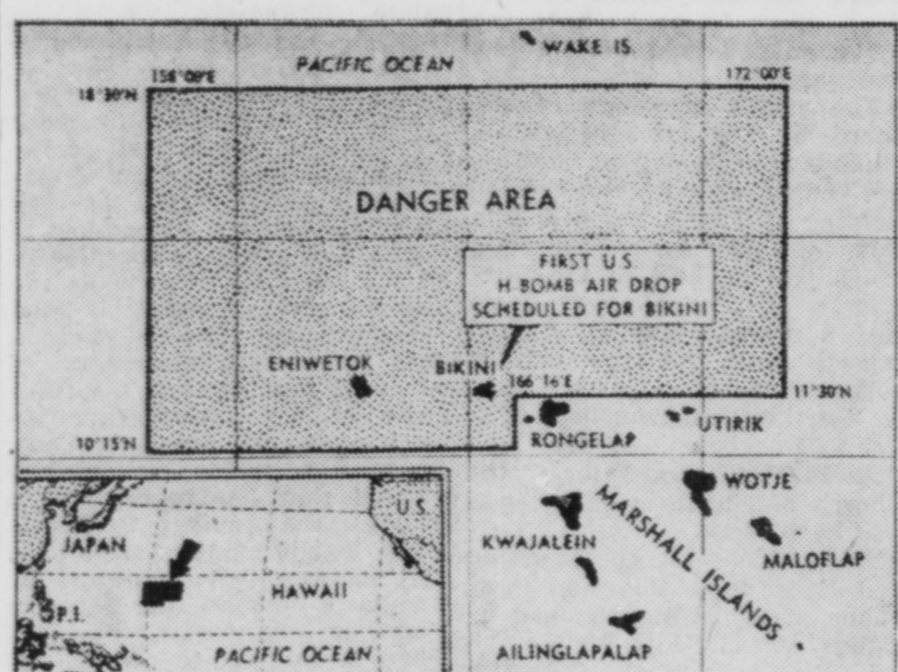 WAKE IS.
PACIFIC OCEAN
158°00'E
172°00'E
18°30'N
DANGER AREA
FIRST U.S.
H-BOMB AIR DROP
SCHEDULED FOR BIKINI
ENIWETOK
BIKINI
166°16'E
11°30'N
RONGELAP
UTIRIK
10°15'N
WOTJE
MARSHALL ISLANDS
KWAJALEIN
MALOELAP
AILINGLAPALAP
U.S.
JAPAN
HAWAII
P.I.
PACIFIC OCEAN